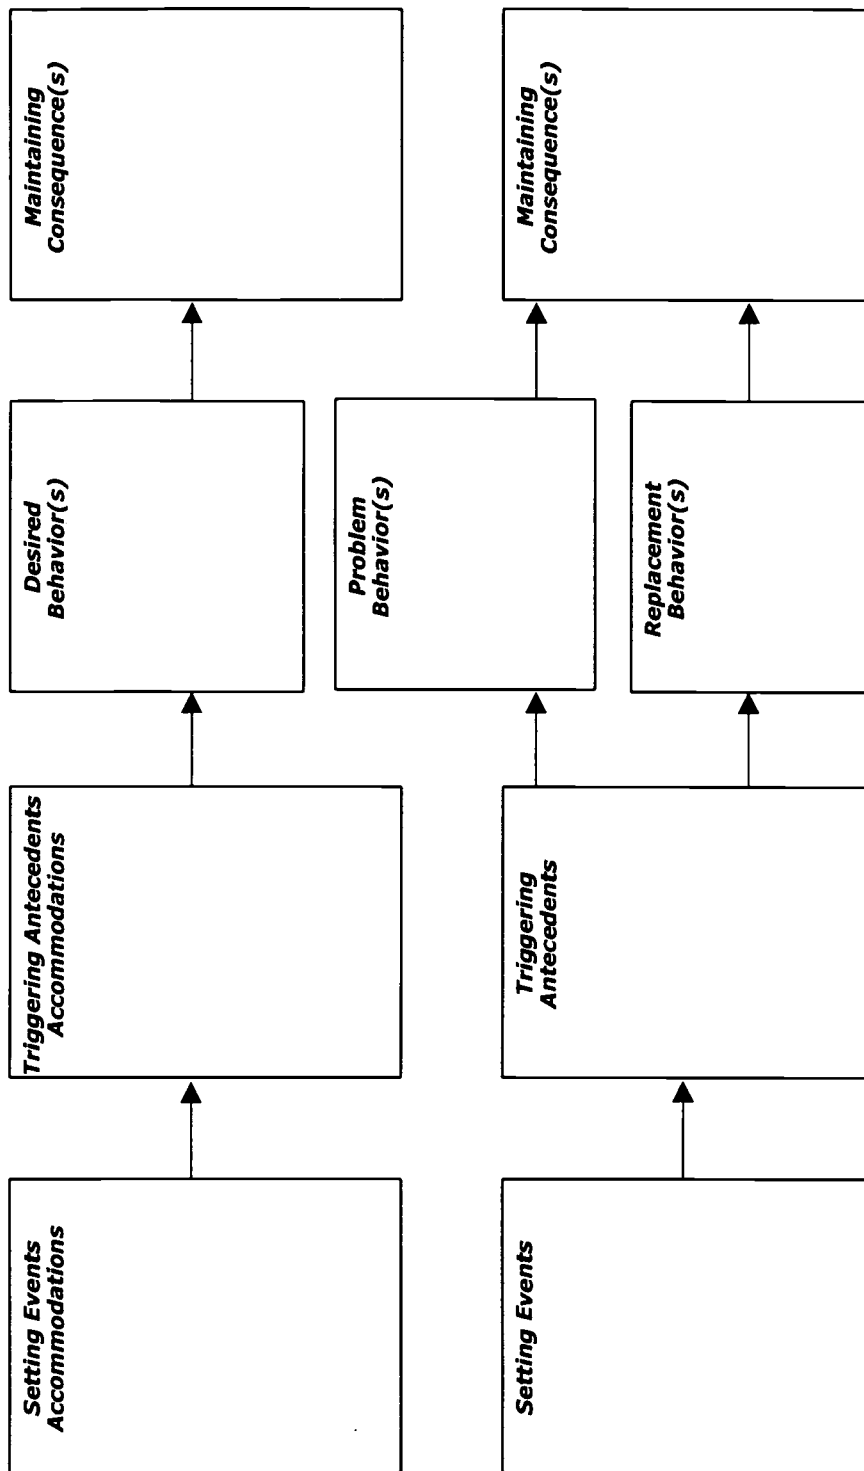 Setting Events
Accommodations
Triggering Antecedents
Accommodations
Desired
Behavior(s)
Maintaining
Consequence(s)
Setting Events
Triggering
Antecedents
Problem
Behavior(s)
Replacement
Behavior(s)
Maintaining
Consequence(s)